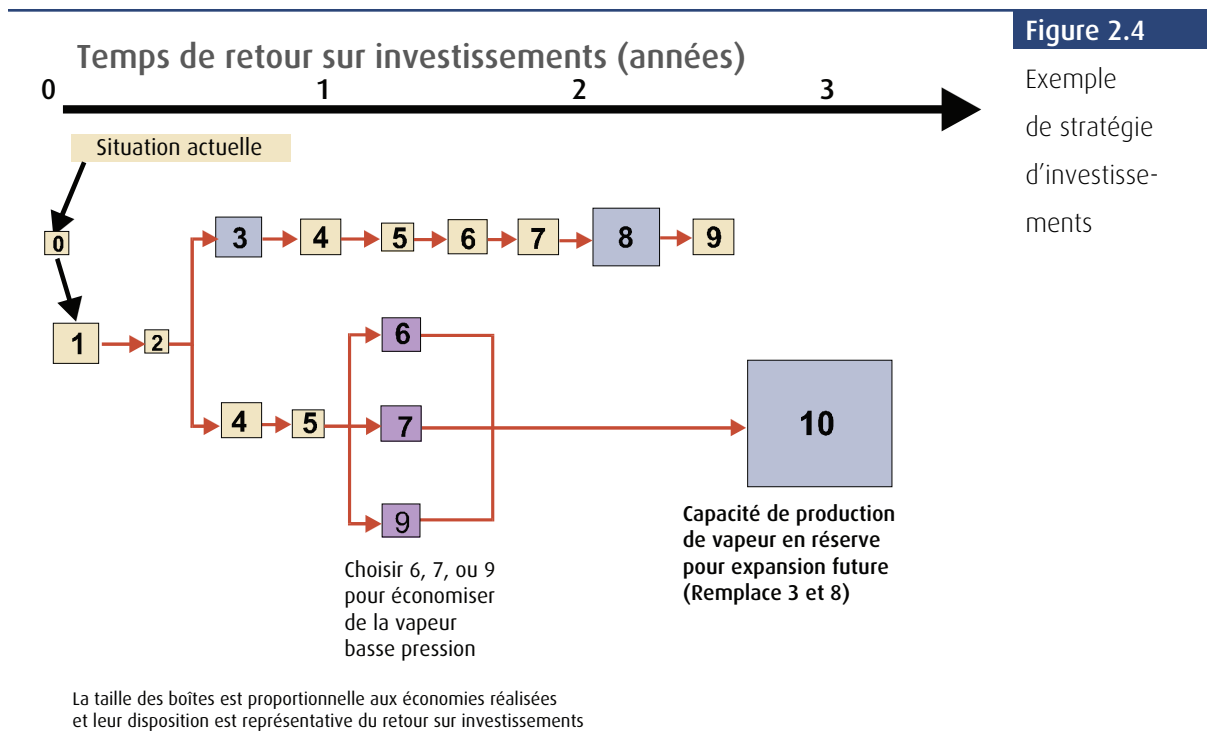 Figure 2.4
Exemple
de stratégie
d'investisse-
ments
Temps de retour sur investissements (années)
0 1 2 3
Situation actuelle
0
3 4 5 6 7 8 9
1 2
6
4 5 7 10
9
Choisir 6, 7, ou 9
pour économiser
de la vapeur
basse pression
Capacité de production
de vapeur en réserve
pour expansion future
(Remplace 3 et 8)
La taille des boîtes est proportionnelle aux économies réalisées
et leur disposition est représentative du retour sur investissements